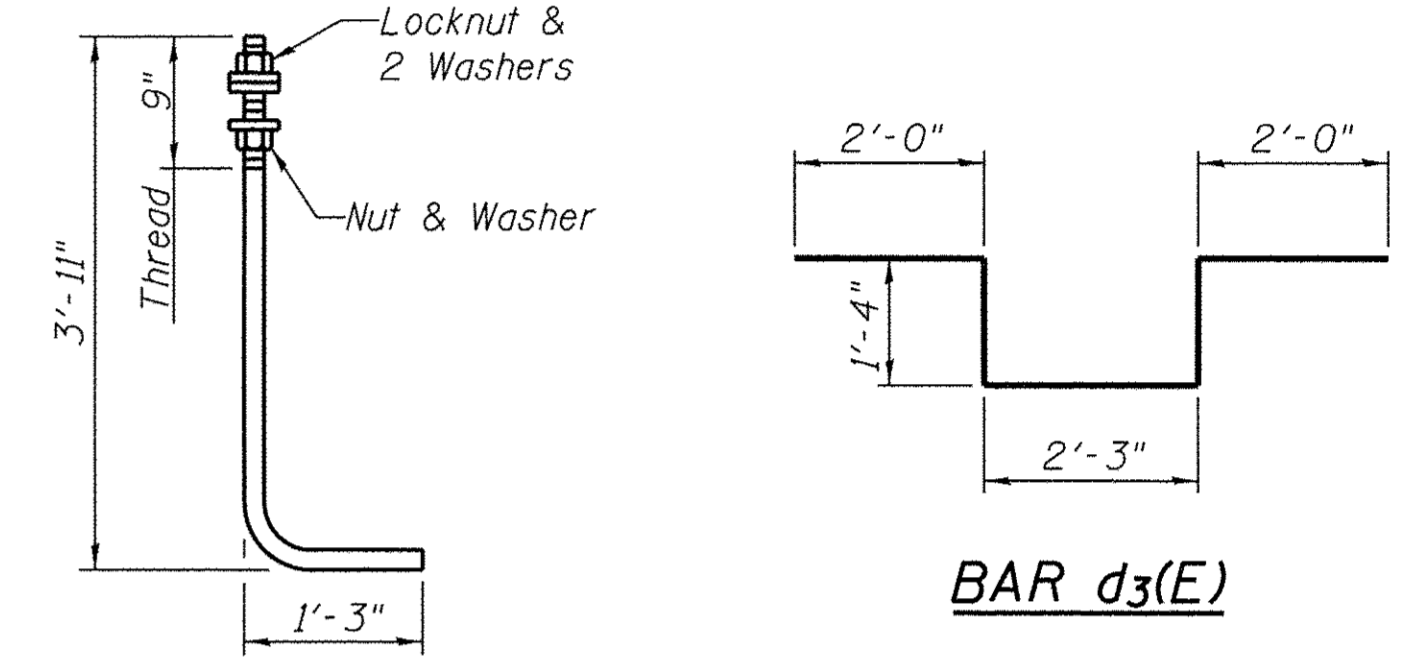 Locknut &
2 Washers
9"
Thread
Nut & Washer
3'-11"
1'-3"
2'-0"
2'-0"
1'-4"
2'-3"
BAR d3(E)